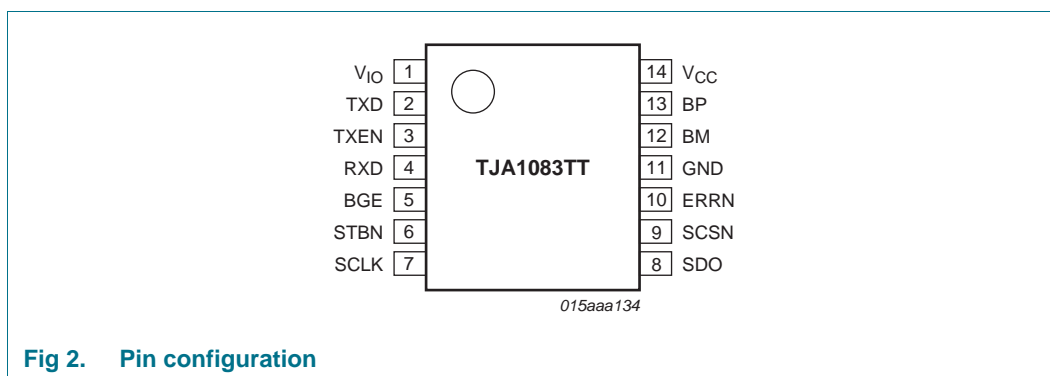 V_IO 1 14 V_CC
TXD 2 13 BP
TXEN 3 12 BM
RXD 4 TJA1083TT 11 GND
BGE 5 10 ERRN
STBN 6 9 SCSN
SCLK 7 8 SDO
015aaa134
Fig 2. Pin configuration